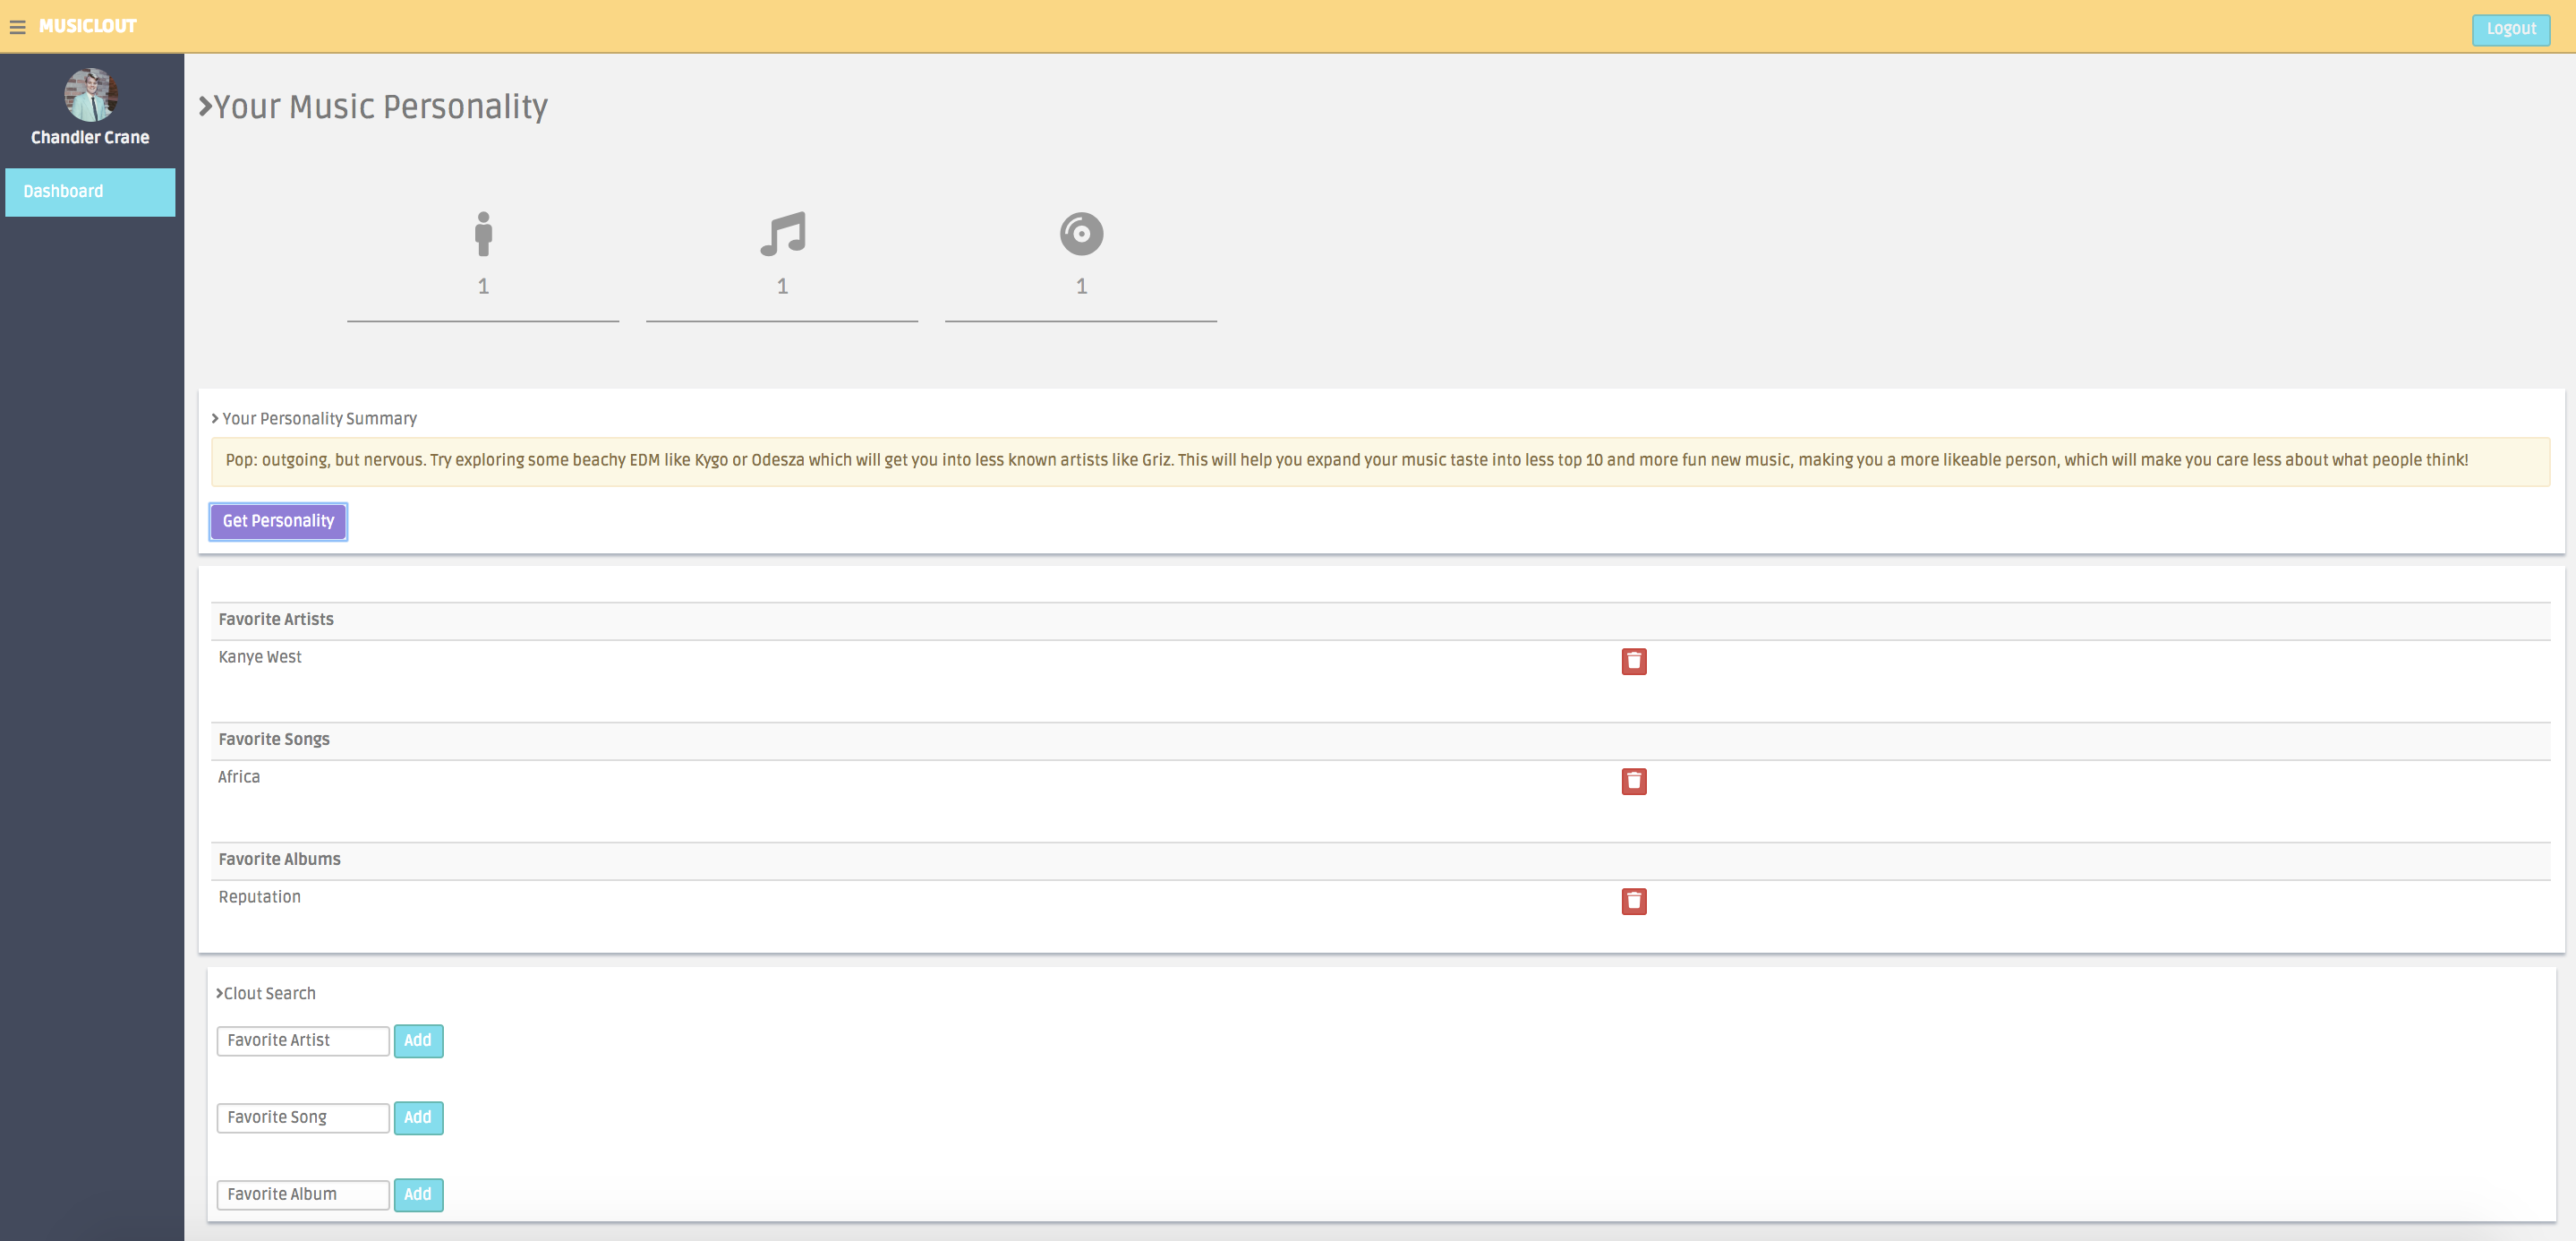 MUSICLOUT
Logout
Chandler Crane
Dashboard
Your Music Personality
1
1
1
Your Personality Summary
Pop: outgoing, but nervous. Try exploring some beachy EDM like Kygo or Odesza which will get you into less known artists like Griz. This will help you expand your music taste into less top 10 and more fun new music, making you a more likeable person, which will make you care less about what people think!
Get Personality
Favorite Artists
Kanye West
Favorite Songs
Africa
Favorite Albums
Reputation
Clout Search
Favorite Artist Add
Favorite Song Add
Favorite Album Add